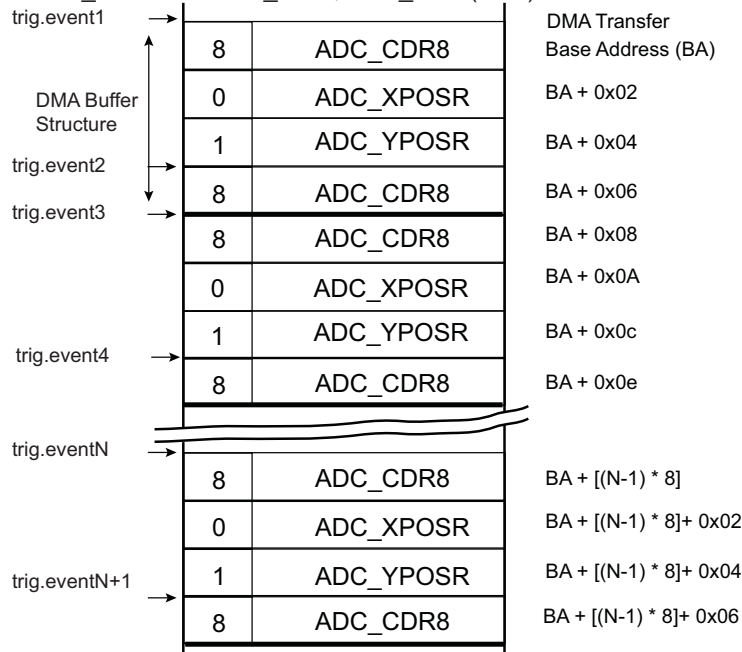 trig.event1
DMA Transfer
8 ADC_CDR8 Base Address (BA)
DMA Buffer
Structure
0 ADC_XPOSR BA + 0x02
1 ADC_YPOSR BA + 0x04
trig.event2
8 ADC_CDR8 BA + 0x06
trig.event3
8 ADC_CDR8 BA + 0x08
0 ADC_XPOSR BA + 0x0A
1 ADC_YPOSR BA + 0x0c
trig.event4
8 ADC_CDR8 BA + 0x0e
trig.eventN
8 ADC_CDR8 BA + [(N-1) * 8]
0 ADC_XPOSR BA + [(N-1) * 8]+ 0x02
1 ADC_YPOSR BA + [(N-1) * 8]+ 0x04
trig.eventN+1
8 ADC_CDR8 BA + [(N-1) * 8]+ 0x06